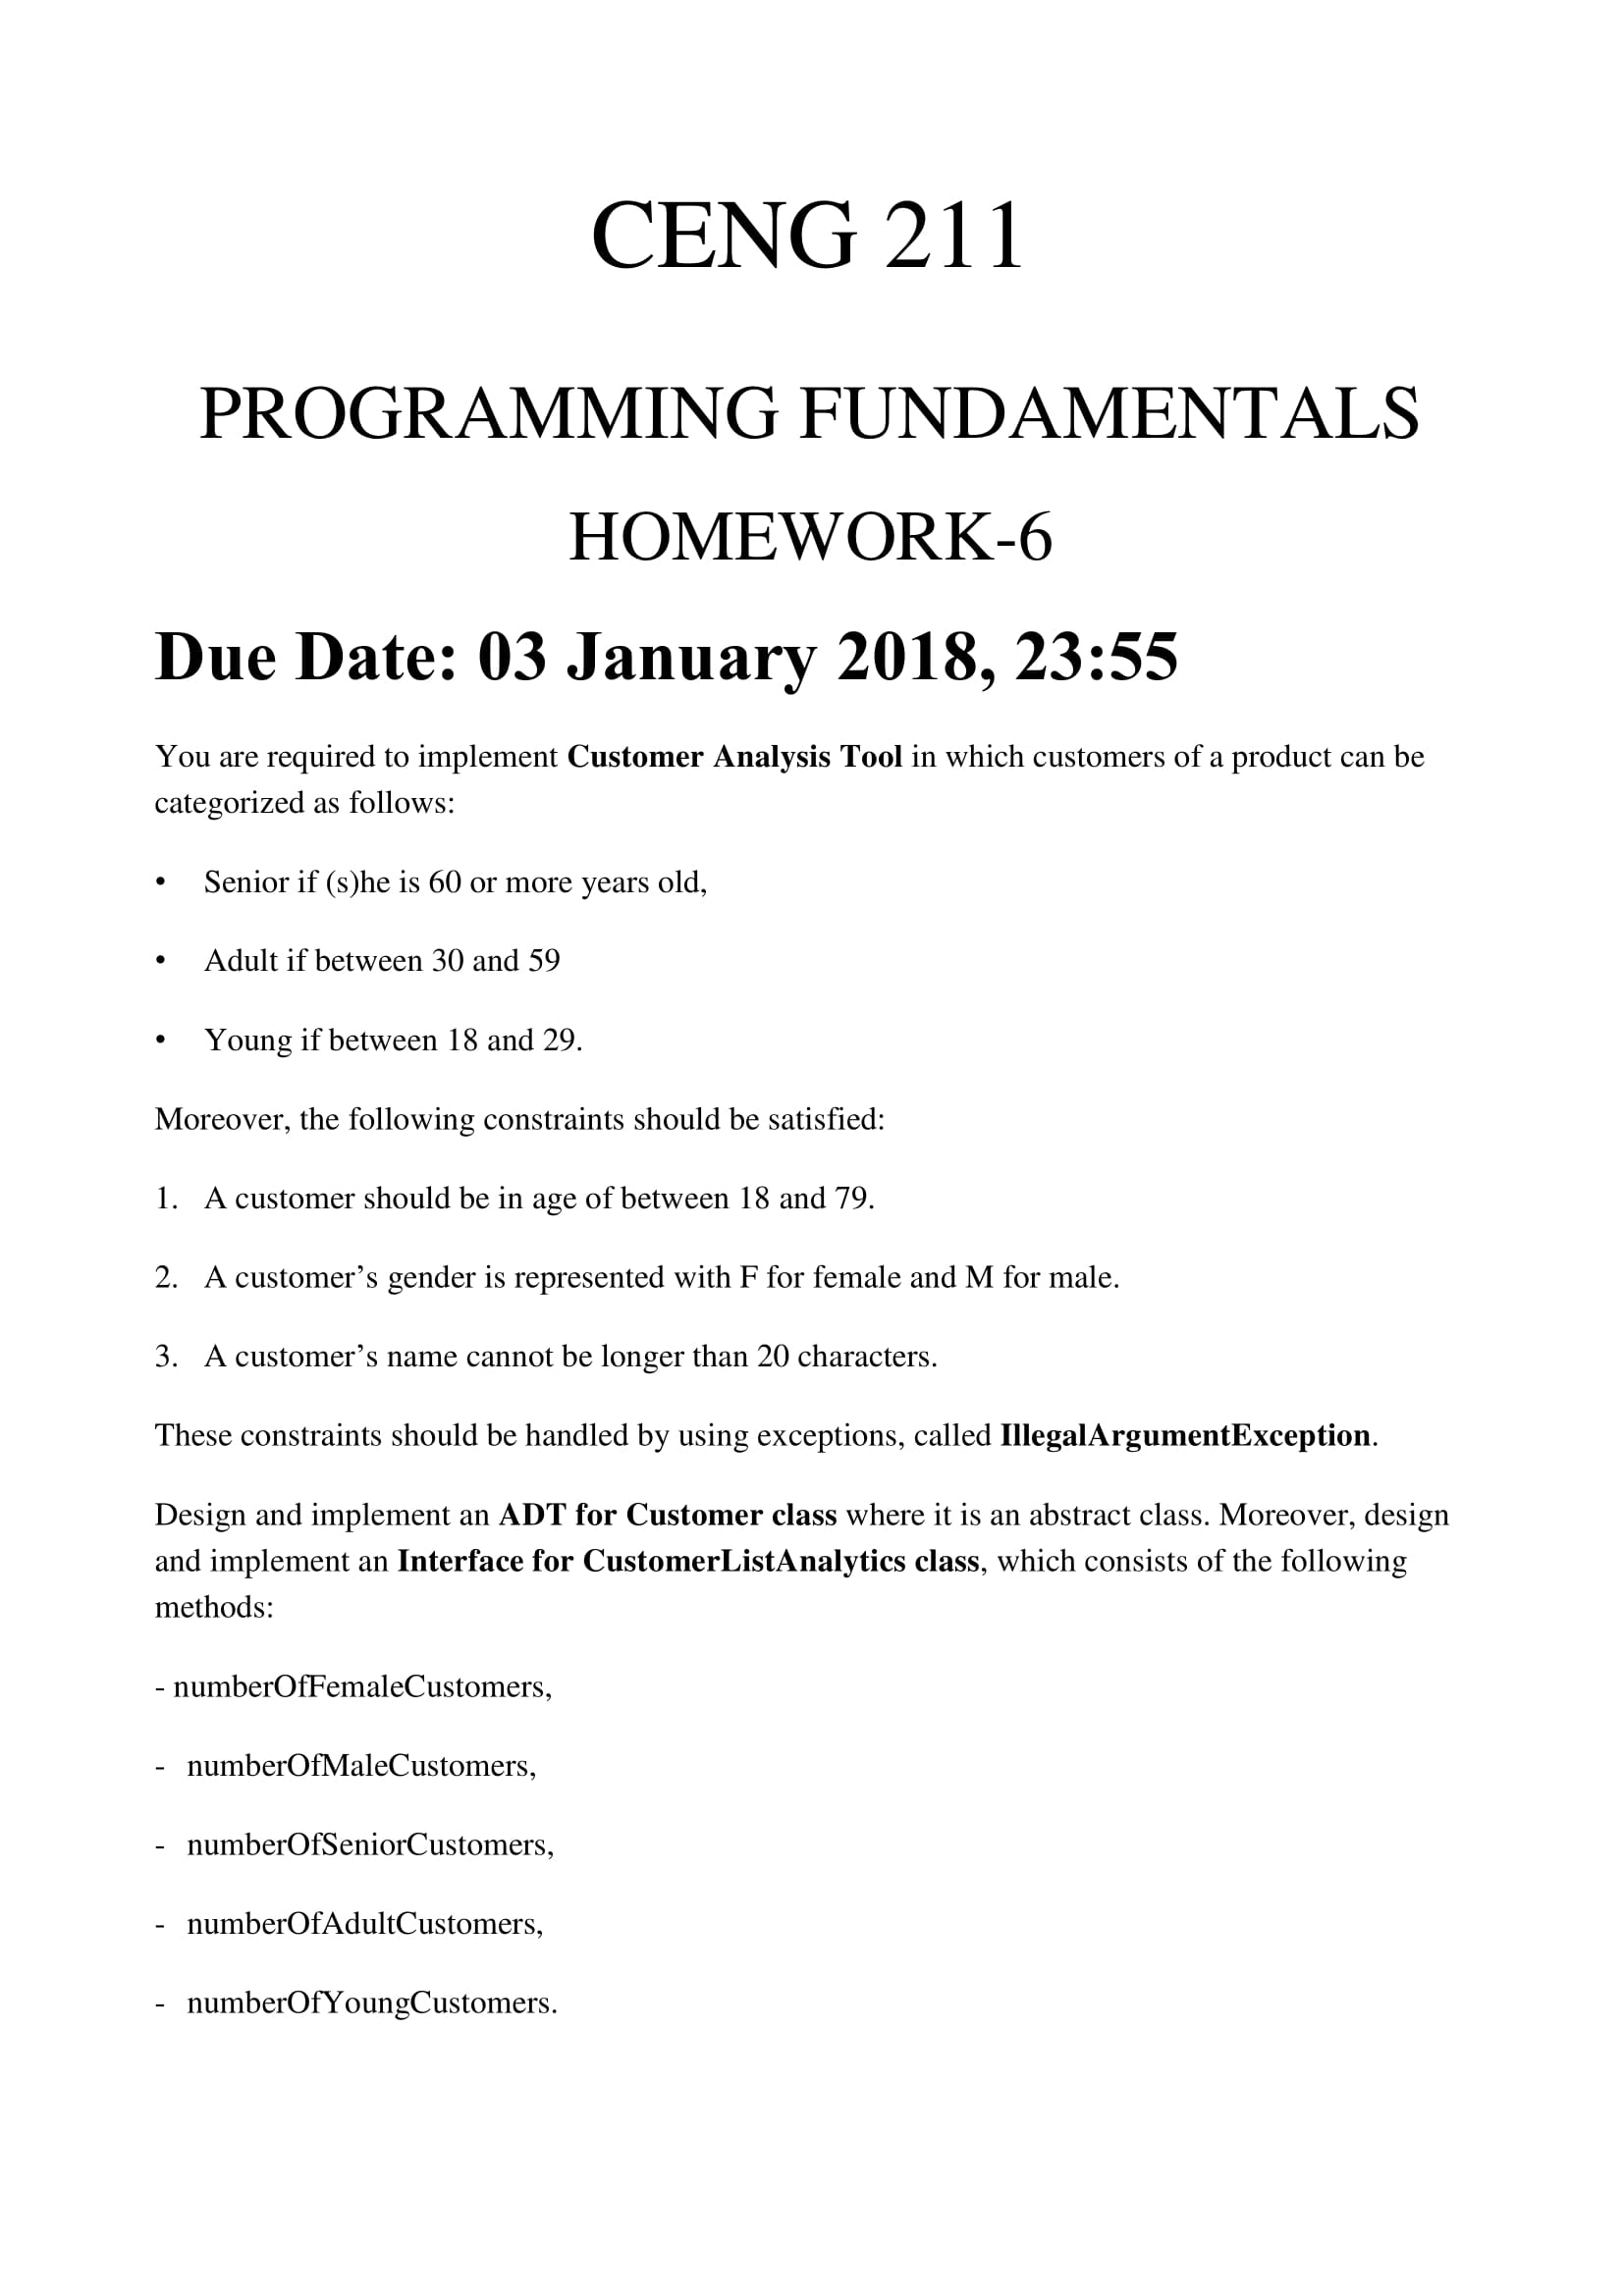 CENG 211
PROGRAMMING FUNDAMENTALS
HOMEWORK-6
Due Date: 03 January 2018, 23:55
You are required to implement Customer Analysis Tool in which customers of a product can be
categorized as follows:
• Senior if (s)he is 60 or more years old,
• Adult if between 30 and 59
• Young if between 18 and 29.
Moreover, the following constraints should be satisfied:
1. A customer should be in age of between 18 and 79.
2. A customer’s gender is represented with F for female and M for male.
3. A customer’s name cannot be longer than 20 characters.
These constraints should be handled by using exceptions, called IllegalArgumentException.
Design and implement an ADT for Customer class where it is an abstract class. Moreover, design
and implement an Interface for CustomerListAnalytics class, which consists of the following
methods:
- numberOfFemaleCustomers,
- numberOfMaleCustomers,
- numberOfSeniorCustomers,
- numberOfAdultCustomers,
- numberOfYoungCustomers.